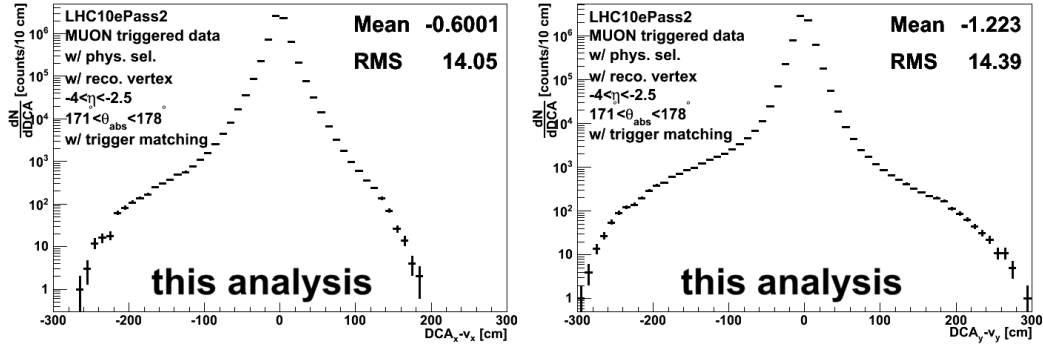 LHC10ePass2
MUON triggered data
w/ phys. sel.
w/ reco. vertex
-4<η<-2.5
171°<θabs<178°
w/ trigger matching
Mean -0.6001
RMS 14.05
this analysis
dN/dDCA [counts/10 cm]
10⁶
10⁵
10⁴
10³
10²
10
1
-300 -200 -100 0 100 200 300
DCAx-vx [cm]
LHC10ePass2
MUON triggered data
w/ phys. sel.
w/ reco. vertex
-4<η<-2.5
171°<θabs<178°
w/ trigger matching
Mean -1.223
RMS 14.39
this analysis
dN/dDCA [counts/10 cm]
10⁶
10⁵
10⁴
10³
10²
10
1
-300 -200 -100 0 100 200 300
DCAy-vy [cm]